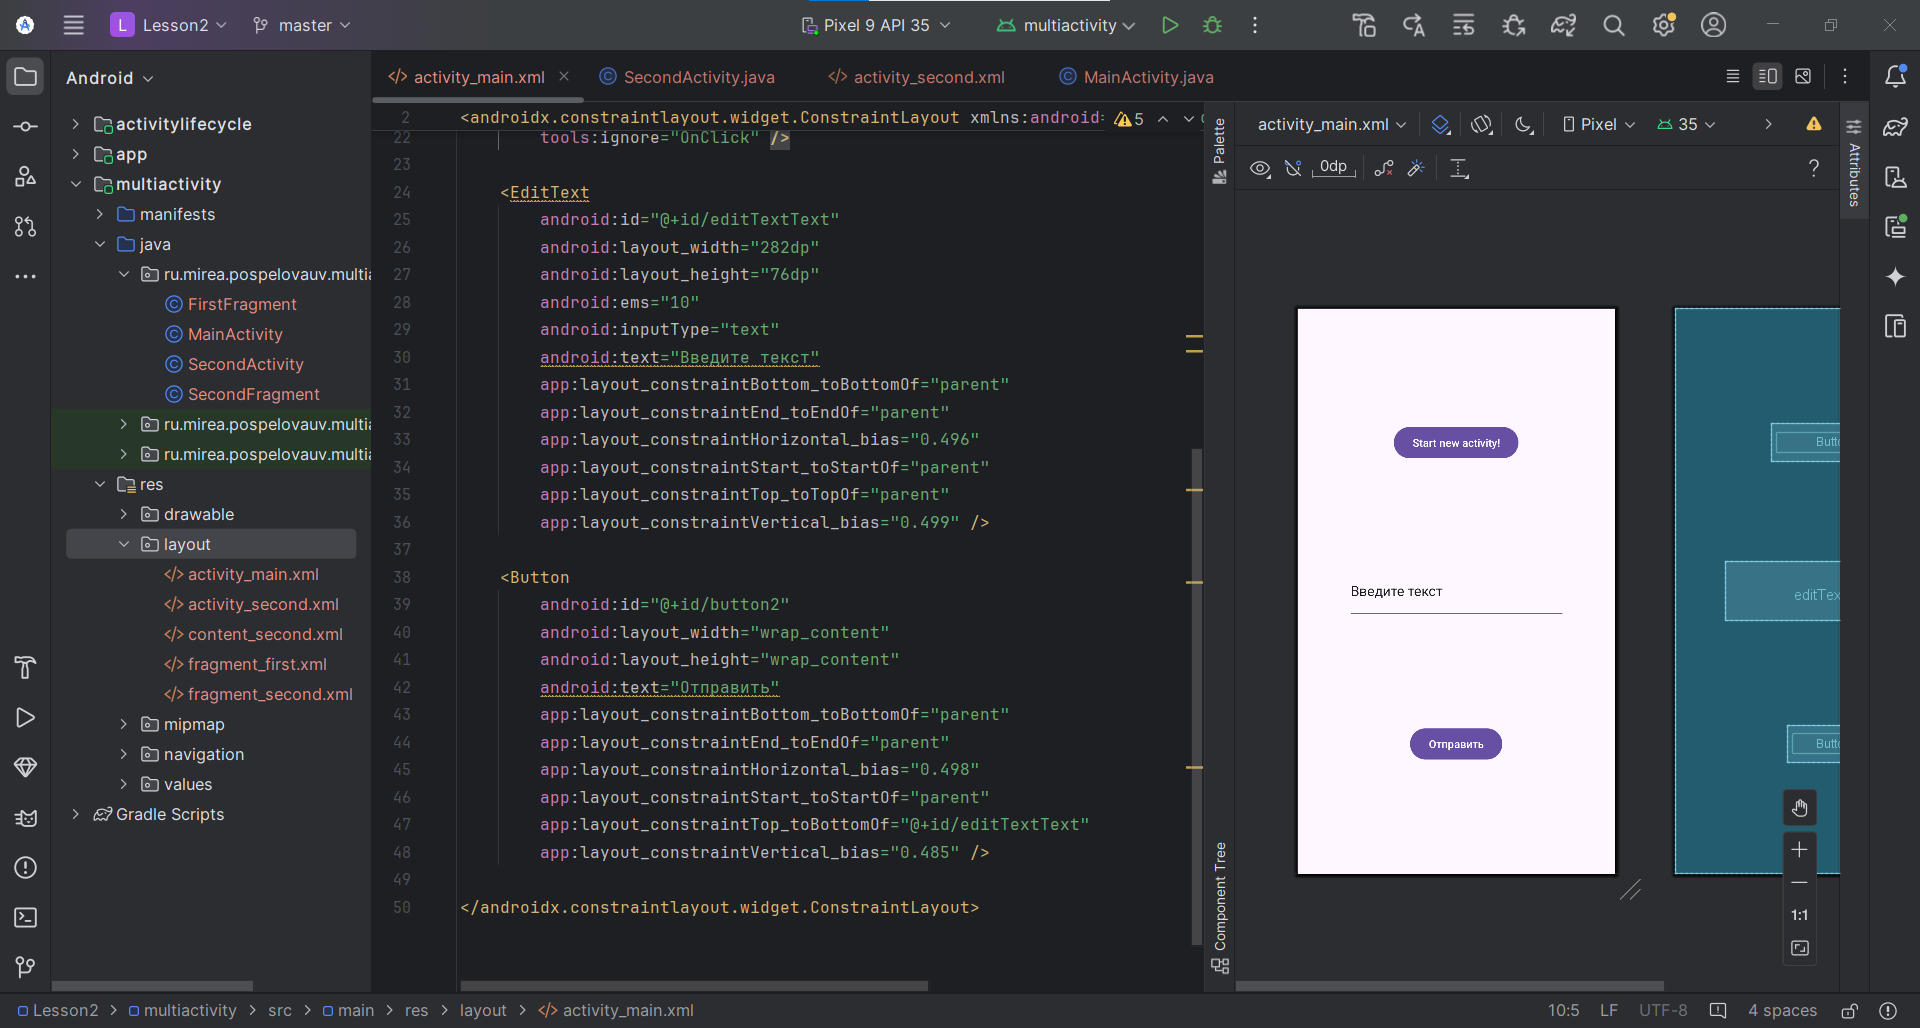 L Lesson2 master Pixel 9 API 35 multiactivity
Android
activity_main.xml SecondActivity.java activity_second.xml MainActivity.java
activitylifecycle
app
multiactivity
manifests
java
ru.mirea.pospelovauv.multia
FirstFragment
MainActivity
SecondActivity
SecondFragment
ru.mirea.pospelovauv.multia
ru.mirea.pospelovauv.multia
res
drawable
layout
activity_main.xml
activity_second.xml
content_second.xml
fragment_first.xml
fragment_second.xml
mipmap
navigation
values
Gradle Scripts
2 <androidx.constraintlayout.widget.ConstraintLayout xmlns:android= 5
22 tools:ignore="OnClick" />
23
24 <EditText
25 android:id="@+id/editTextText"
26 android:layout_width="282dp"
27 android:layout_height="76dp"
28 android:ems="10"
29 android:inputType="text"
30 android:text="Введите текст"
31 app:layout_constraintBottom_toBottomOf="parent"
32 app:layout_constraintEnd_toEndOf="parent"
33 app:layout_constraintHorizontal_bias="0.496"
34 app:layout_constraintStart_toStartOf="parent"
35 app:layout_constraintTop_toTopOf="parent"
36 app:layout_constraintVertical_bias="0.499" />
37
38 <Button
39 android:id="@+id/button2"
40 android:layout_width="wrap_content"
41 android:layout_height="wrap_content"
42 android:text="Отправить"
43 app:layout_constraintBottom_toBottomOf="parent"
44 app:layout_constraintEnd_toEndOf="parent"
45 app:layout_constraintHorizontal_bias="0.498"
46 app:layout_constraintStart_toStartOf="parent"
47 app:layout_constraintTop_toBottomOf="@+id/editTextText"
48 app:layout_constraintVertical_bias="0.485" />
49
50 </androidx.constraintlayout.widget.ConstraintLayout>
Palette
Component Tree
activity_main.xml Pixel 35
0dp ?
Attributes
Start new activity!
Введите текст
Отправить
Butto
editTex
Butto
1:1
Lesson2 > multiactivity > src > main > res > layout > activity_main.xml
10:5 LF UTF-8 4 spaces